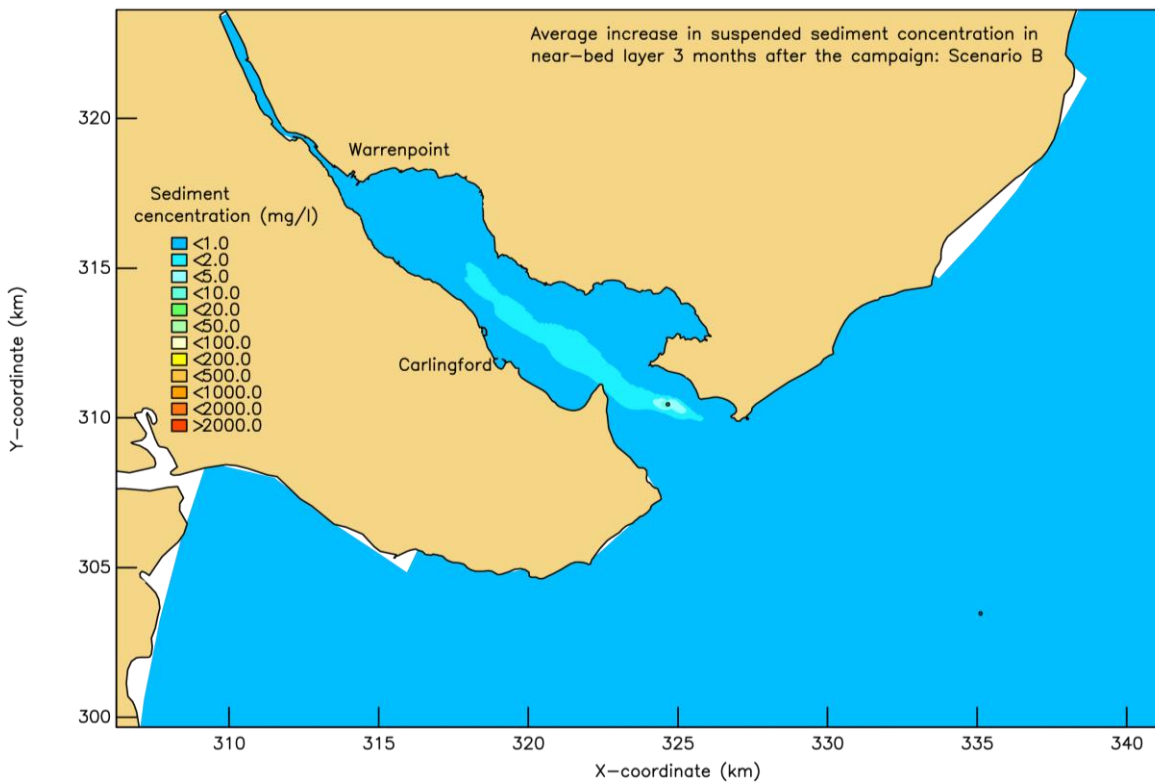 Average increase in suspended sediment concentration in
near-bed layer 3 months after the campaign: Scenario B
320
Warrenpoint
Sediment
cencentration (mg/l)
<1.0
<2.0
<5.0
<10.0
<20.0
<50.0
<100.0
<200.0
<500.0
<1000.0
<2000.0
>2000.0
315
Carlingford
310
305
300
Y-coordinate (km)
310 315 320 325 330 335 340
X-coordinate (km)